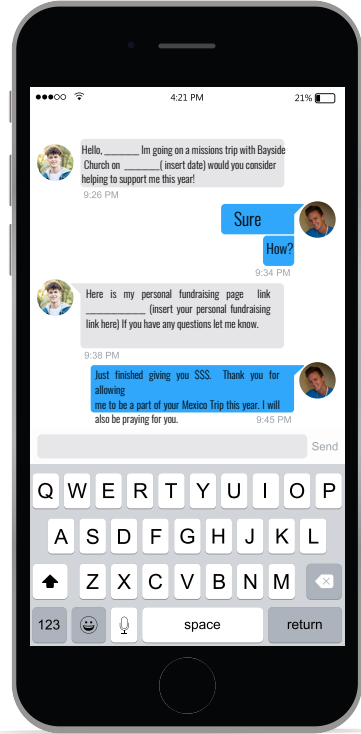 4:21 PM
21%
Hello, ________ Im going on a missions trip with Bayside
Church on ________( insert date) would you consider
helping to support me this year!
9:26 PM
Sure
How?
9:34 PM
Here is my personal fundraising page link
____________ (insert your personal fundraising
link here) If you have any questions let me know.
9:38 PM
Just finished giving you $$$. Thank you for
allowing
me to be a part of your Mexico Trip this year. I will
also be praying for you.
9:45 PM
Send
Q W E R T Y U I O P
A S D F G H J K L
Z X C V B N M
123 space return